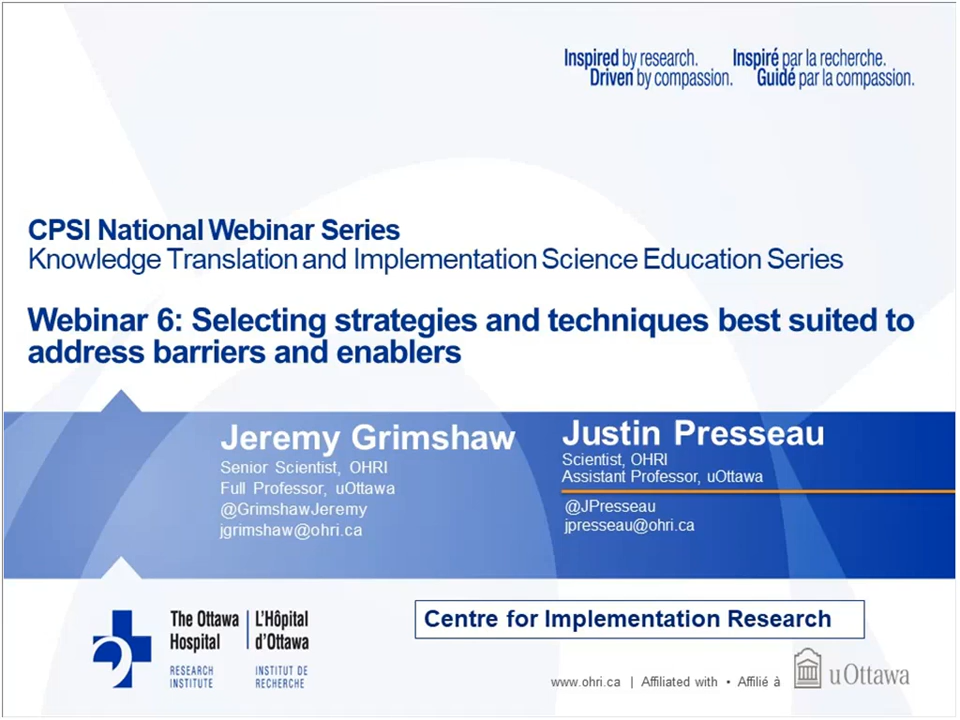 Inspired by research.
Driven by compassion.
Inspiré par la recherche.
Guidé par la compassion.
CPSI National Webinar Series
Knowledge Translation and Implementation Science Education Series
Webinar 6: Selecting strategies and techniques best suited to
address barriers and enablers
Jeremy Grimshaw
Senior Scientist, OHRI
Full Professor, uOttawa
@GrimshawJeremy
jgrimshaw@ohri.ca
Justin Presseau
Scientist, OHRI
Assistant Professor, uOttawa
@JPresseau
jpresseau@ohri.ca
The Ottawa
Hospital
RESEARCH
INSTITUTE
L'Hôpital
d'Ottawa
INSTITUT DE
RECHERCHE
Centre for Implementation Research
www.ohri.ca | Affiliated with • Affilié à
uOttawa